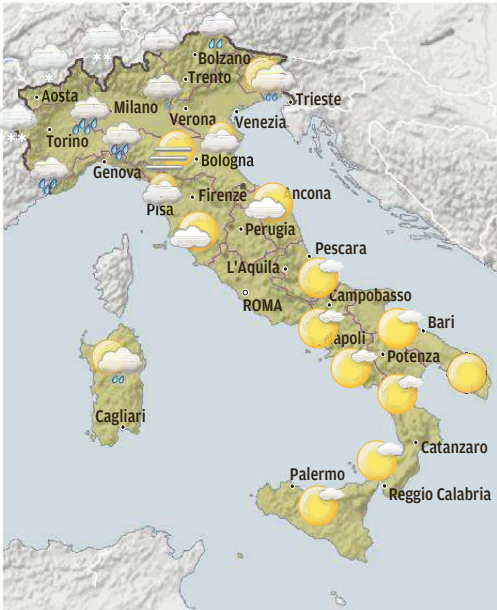 Bolzano
Trento
Aosta
Milano
Verona
Venezia
Trieste
Torino
Genova
Bologna
Pisa
Firenze
Ancona
Perugia
Pescara
L'Aquila
Campobasso
ROMA
Napoli
Bari
Potenza
Cagliari
Catanzaro
Palermo
Reggio Calabria